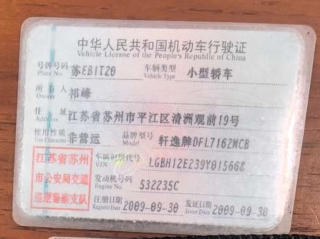 中华人民共和国机动车行驶证
Vehicle License of the People's Republic of China
号牌号码 苏EB1T20 车辆类型 小型轿车
Plate No. Vehicle Type
所有人 祁峰
住址 江苏省苏州市平江区清洲观前19号
使用性质 非营运 品牌型号 轩逸牌DFL7162MCB
Model
江苏省苏州市公安局交通巡逻警察支队
车辆识别代号 LGBH12E239Y015668
VIN
发动机号码 S32235C
Engine No.
注册日期 2009-09-30 发证日期 2009-09-30
Register Date Issue Date